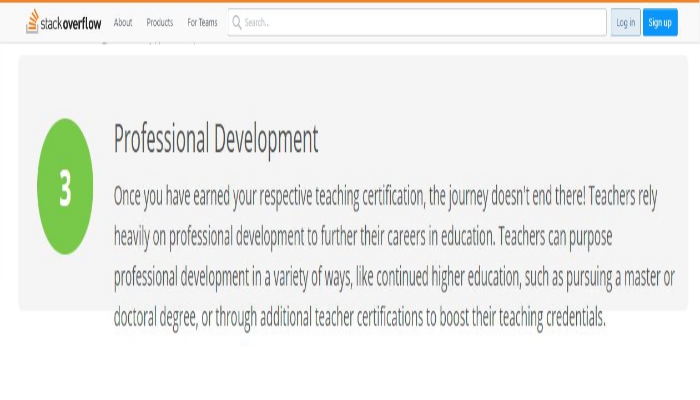 stackoverflow About Products For Teams Search... Log in Sign up
3
Professional Development
Once you have earned your respective teaching certification, the journey doesn't end there! Teachers rely
heavily on professional development to further their careers in education. Teachers can purpose
professional development in a variety of ways, like continued higher education, such as pursuing a master or
doctoral degree, or through additional teacher certifications to boost their teaching credentials.